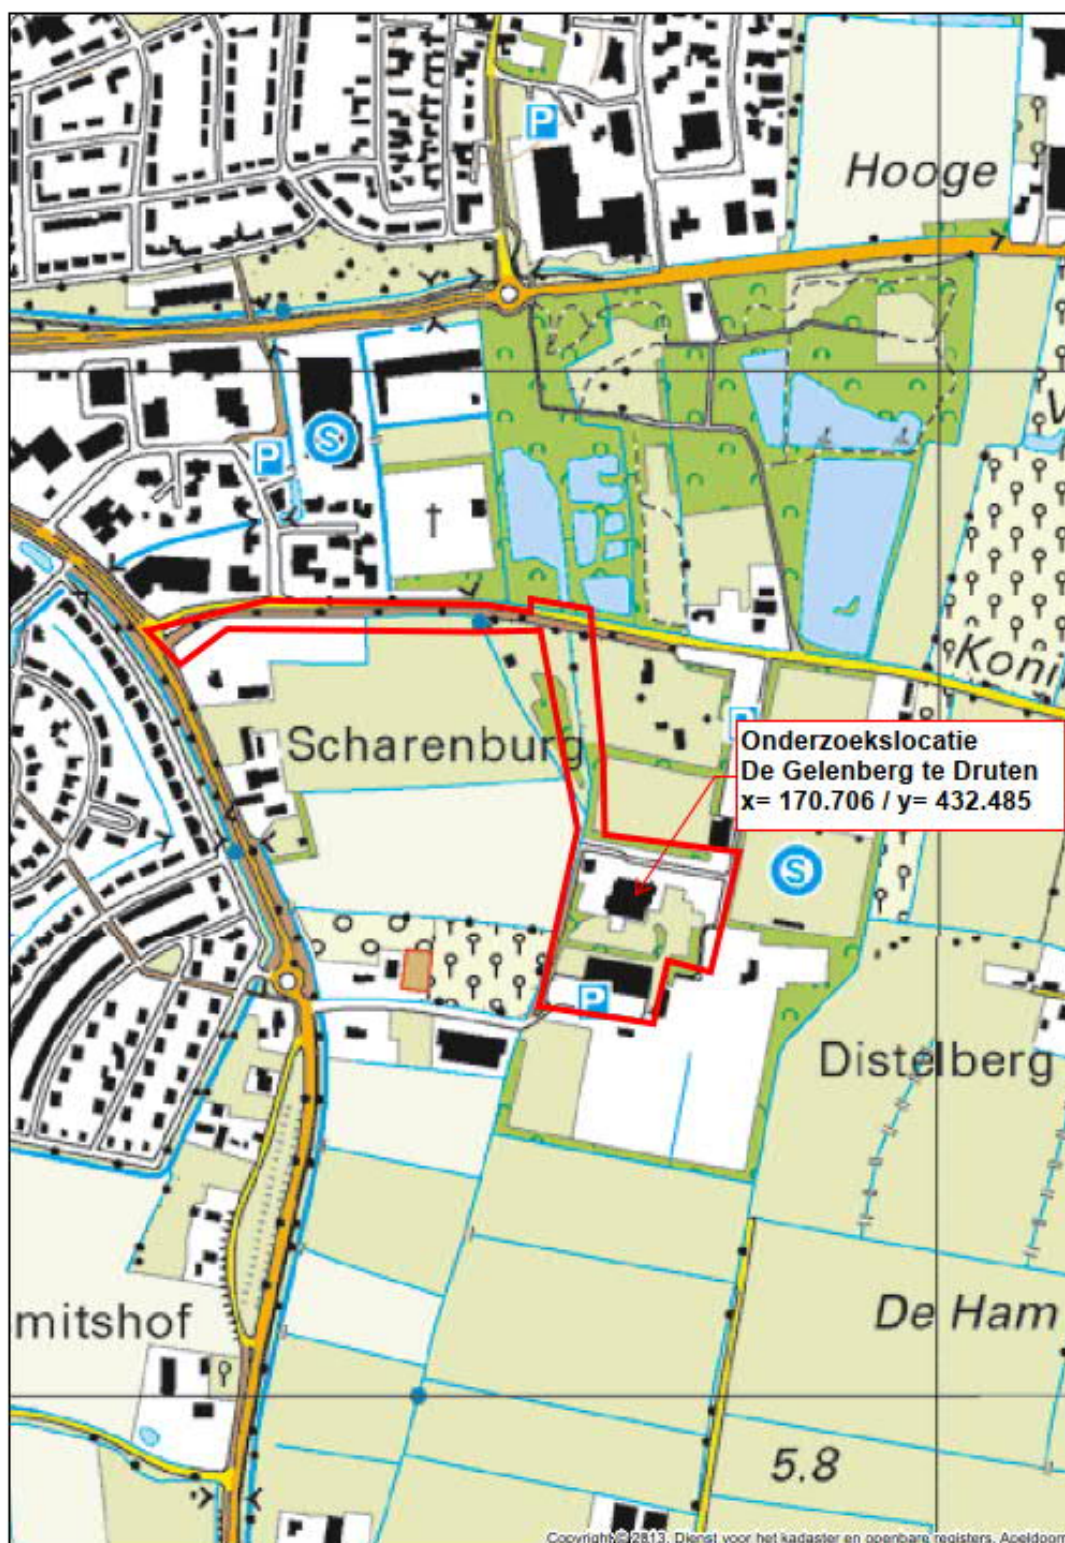 Hooge
P
S
P
†
Koni
Scharenburg
P
Onderzoekslocatie
De Gelenberg te Druten
x= 170.706 / y= 432.485
S
P
Distelberg
mitshof
De Ham
5.8
Copyright © 2813, Dienst voor het kadaster en openbare registers, Apeldoorn